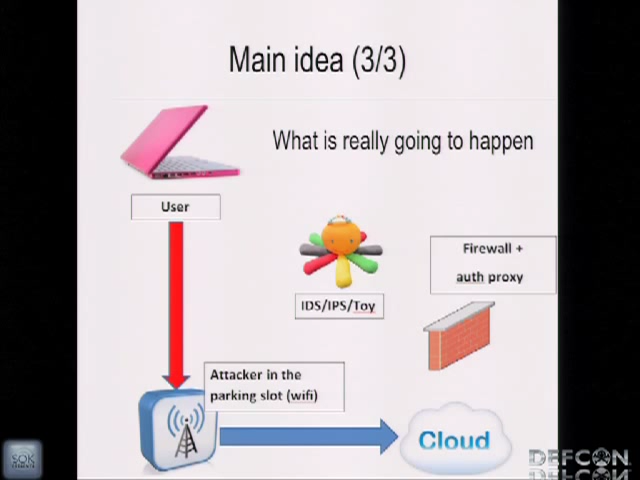 Main idea (3/3)
What is really going to happen
User
IDS/IPS/Toy
Firewall +
auth proxy
Attacker in the
parking slot (wifi)
Cloud
SOK
DEFCON